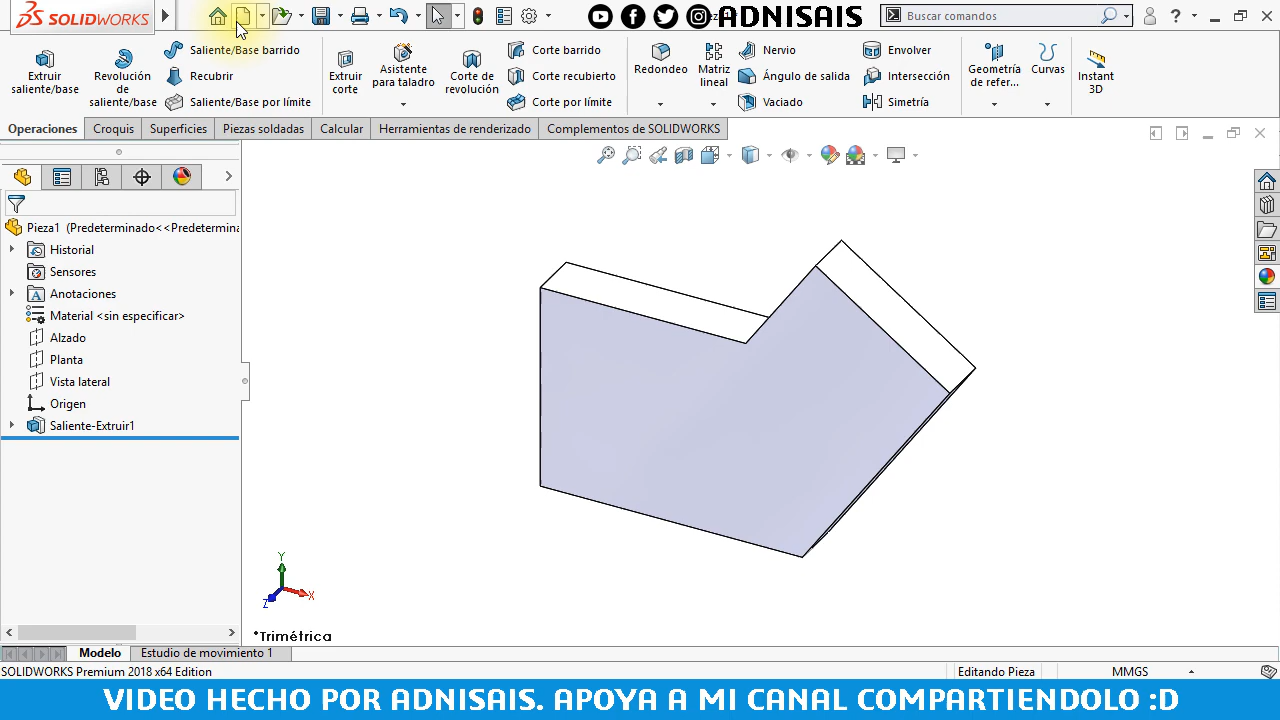 SOLIDWORKS
ADNISAIS
Buscar comandos
Extruir saliente/base
Revolución de saliente/base
Saliente/Base barrido
Recubrir
Saliente/Base por límite
Extruir corte
Asistente para taladro
Corte de revolución
Corte barrido
Corte recubierto
Corte por límite
Redondeo
Matriz lineal
Nervio
Ángulo de salida
Vaciado
Envolver
Intersección
Simetría
Geometría de refer...
Curvas
Instant 3D
Operaciones
Croquis
Superficies
Piezas soldadas
Calcular
Herramientas de renderizado
Complementos de SOLIDWORKS
Pieza1 (Predeterminado<<Predetermina
Historial
Sensores
Anotaciones
Material <sin especificar>
Alzado
Planta
Vista lateral
Origen
Saliente-Extruir1
Y
X
Z
*Trimétrica
Modelo
Estudio de movimiento 1
SOLIDWORKS Premium 2018 x64 Edition
Editando Pieza
MMGS
VIDEO HECHO POR ADNISAIS. APOYA A MI CANAL COMPARTIENDOLO :D